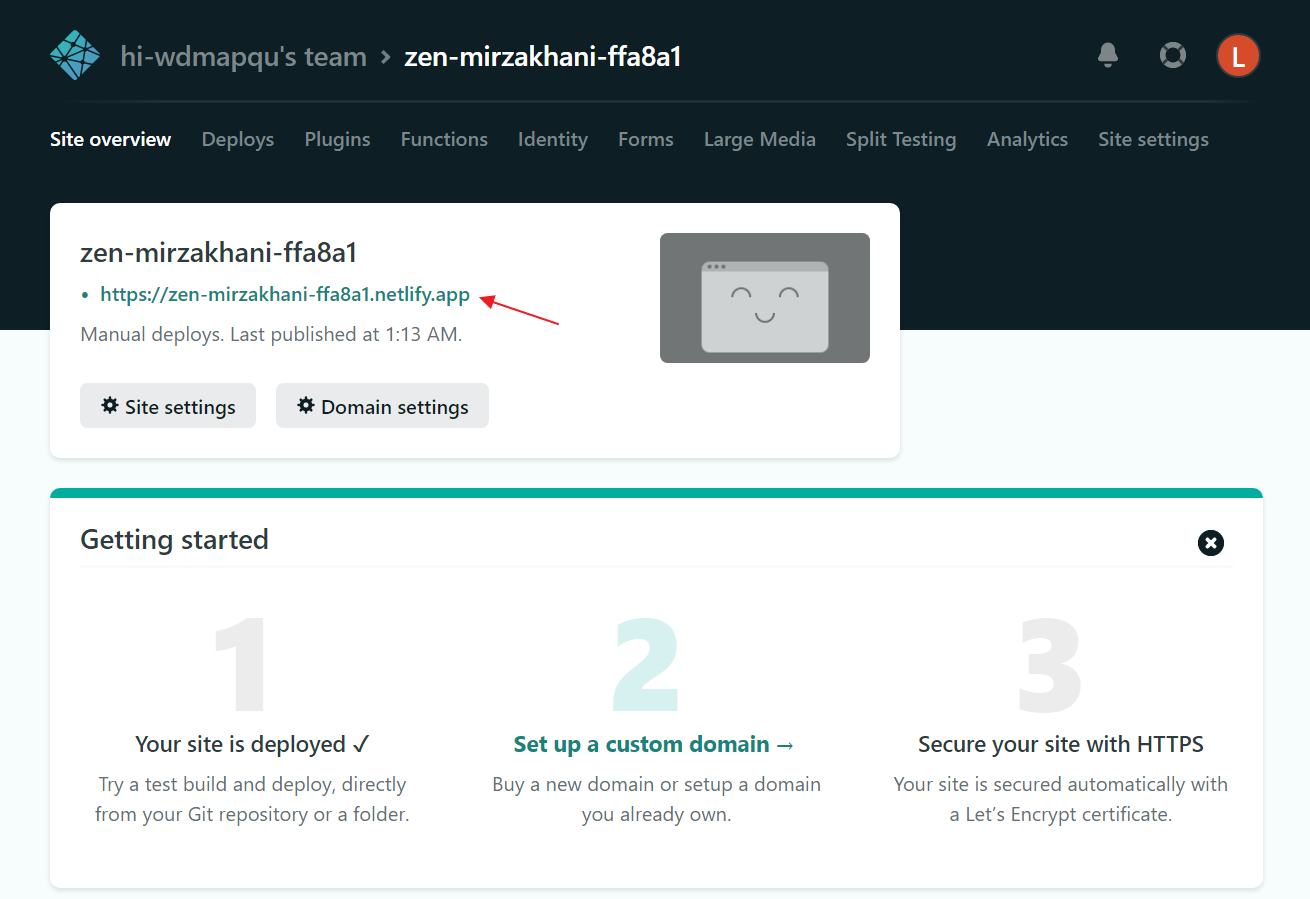 hi-wdmapqu's team > zen-mirzakhani-ffa8a1
L
Site overview Deploys Plugins Functions Identity Forms Large Media Split Testing Analytics Site settings
zen-mirzakhani-ffa8a1
• https://zen-mirzakhani-ffa8a1.netlify.app
Manual deploys. Last published at 1:13 AM.
Site settings Domain settings
Getting started
1
Your site is deployed ✓
Try a test build and deploy, directly
from your Git repository or a folder.
2
Set up a custom domain →
Buy a new domain or setup a domain
you already own.
3
Secure your site with HTTPS
Your site is secured automatically with
a Let’s Encrypt certificate.